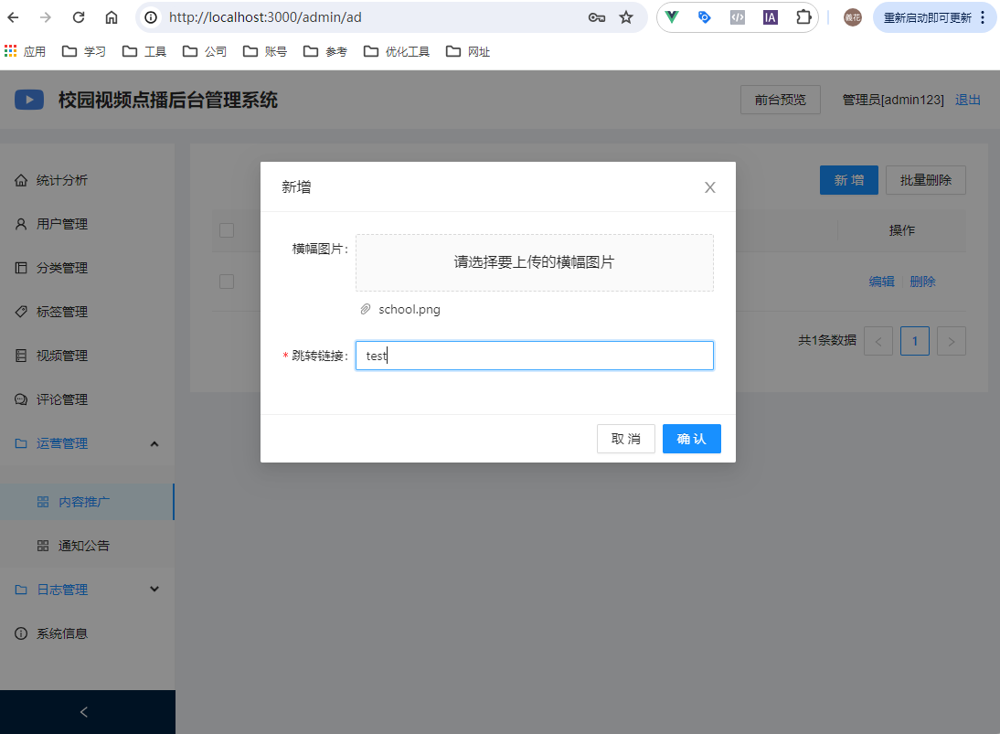 http://localhost:3000/admin/ad
IA
義花
重新启动即可更新
应用 学习 工具 公司 账号 参考 优化工具 网址
校园视频点播后台管理系统
前台预览 管理员[admin123] 退出
统计分析
用户管理
分类管理
标签管理
视频管理
评论管理
运营管理
内容推广
通知公告
日志管理
系统信息
新 增 批量删除
操作
编辑 删除
共1条数据 < 1 >
新增
横幅图片:
请选择要上传的横幅图片
school.png
* 跳转链接: test
取 消 确 认